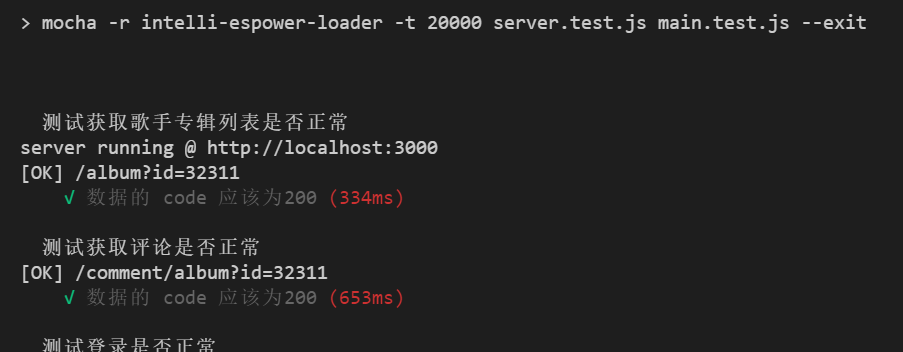 > mocha -r intelli-espower-loader -t 20000 server.test.js main.test.js --exit
测试获取歌手专辑列表是否正常
server running @ http://localhost:3000
[OK] /album?id=32311
√ 数据的 code 应该为200 (334ms)
测试获取评论是否正常
[OK] /comment/album?id=32311
√ 数据的 code 应该为200 (653ms)
测试登录是否正常